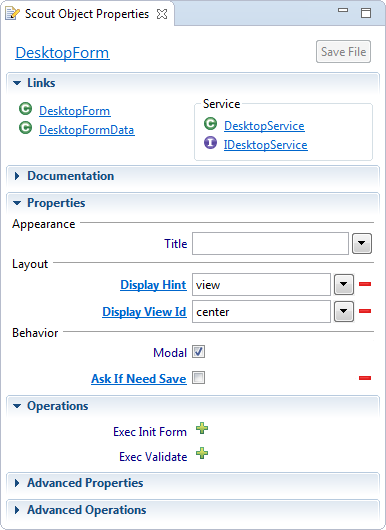 Scout Object Properties
DesktopForm
Save File
Links
DesktopForm
DesktopFormData
Service
DesktopService
IDesktopService
Documentation
Properties
Appearance
Title
Layout
Display Hint view
Display View Id center
Behavior
Modal
Ask If Need Save
Operations
Exec Init Form
Exec Validate
Advanced Properties
Advanced Operations